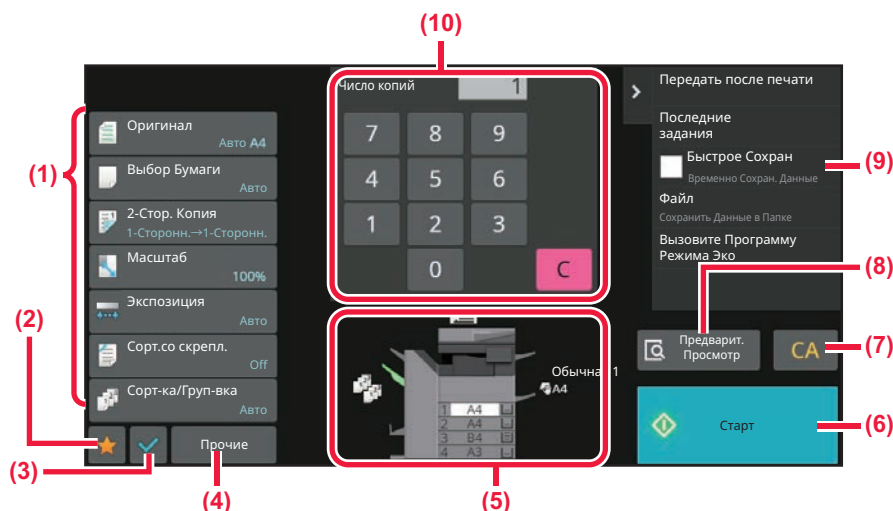 (10)
(1)
Оригинал
Авто A4
Выбор Бумаги
Авто
2-Стор. Копия
1-Сторонн.→1-Сторонн.
Масштаб
100%
Экспозиция
Авто
Сорт.со скрепл.
Off
Сорт-ка/Груп-вка
Авто
(2)
(3)
Прочие
(4)
Число копий
1
7 8 9
4 5 6
1 2 3
0 C
Обычная 1
A4
1 A4
2 A4
3 B4
4 A3
(5)
Передать после печати
Последние
задания
Быстрое Сохран
Временно Сохран. Данные
(9)
Файл
Сохранить Данные в Папке
Вызовите Программу
Режима Эко
(8)
Предварит.
Просмотр
CA
(7)
Старт
(6)